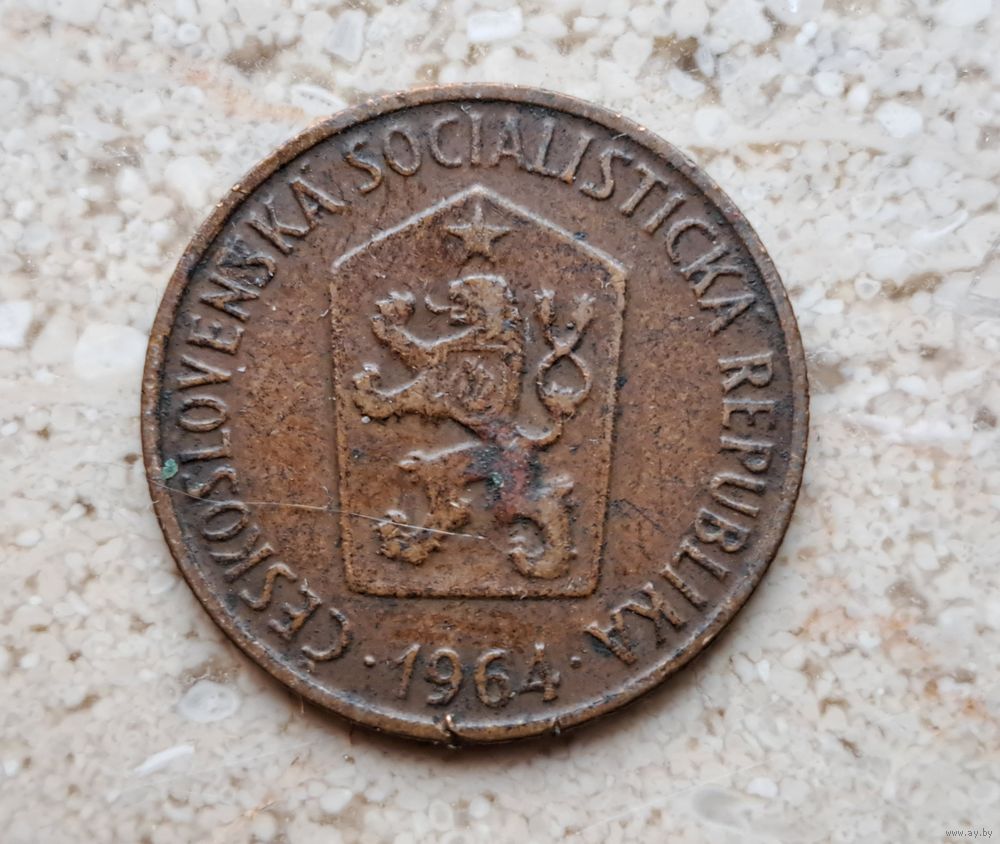 ČESKOSLOVENSKÁ SOCIALISTICKÁ REPUBLIKA
· 1964 ·
www.ay.by